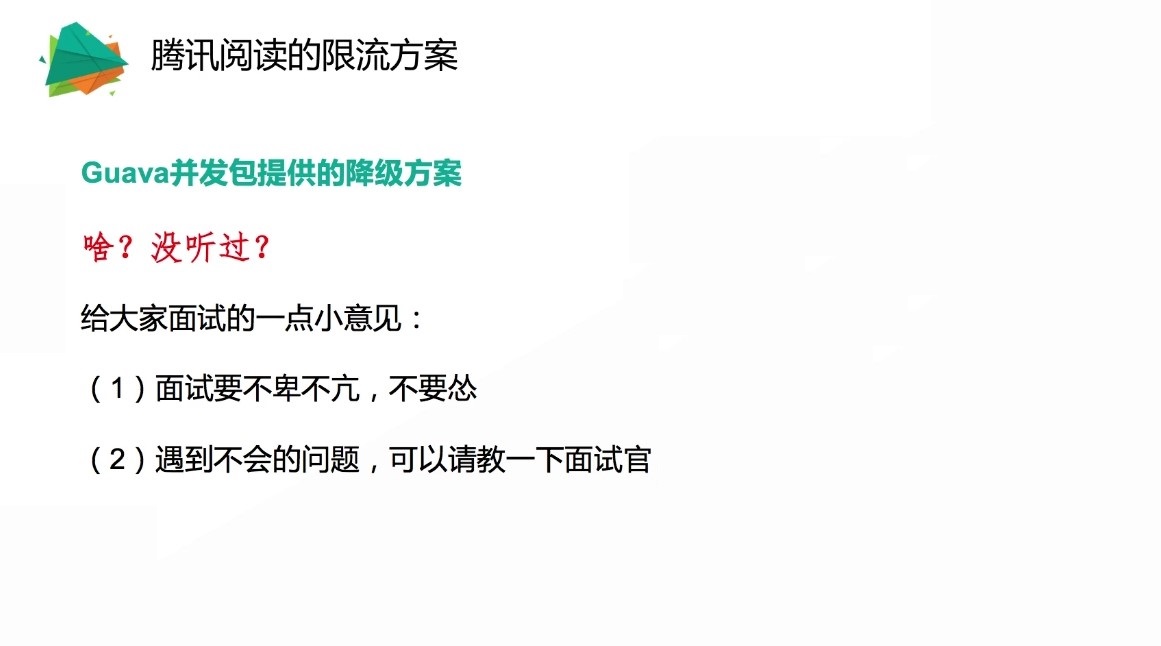 腾讯阅读的限流方案
Guava并发包提供的降级方案
啥？没听过？
给大家面试的一点小意见：
（1）面试要不卑不亢，不要怂
（2）遇到不会的问题，可以请教一下面试官